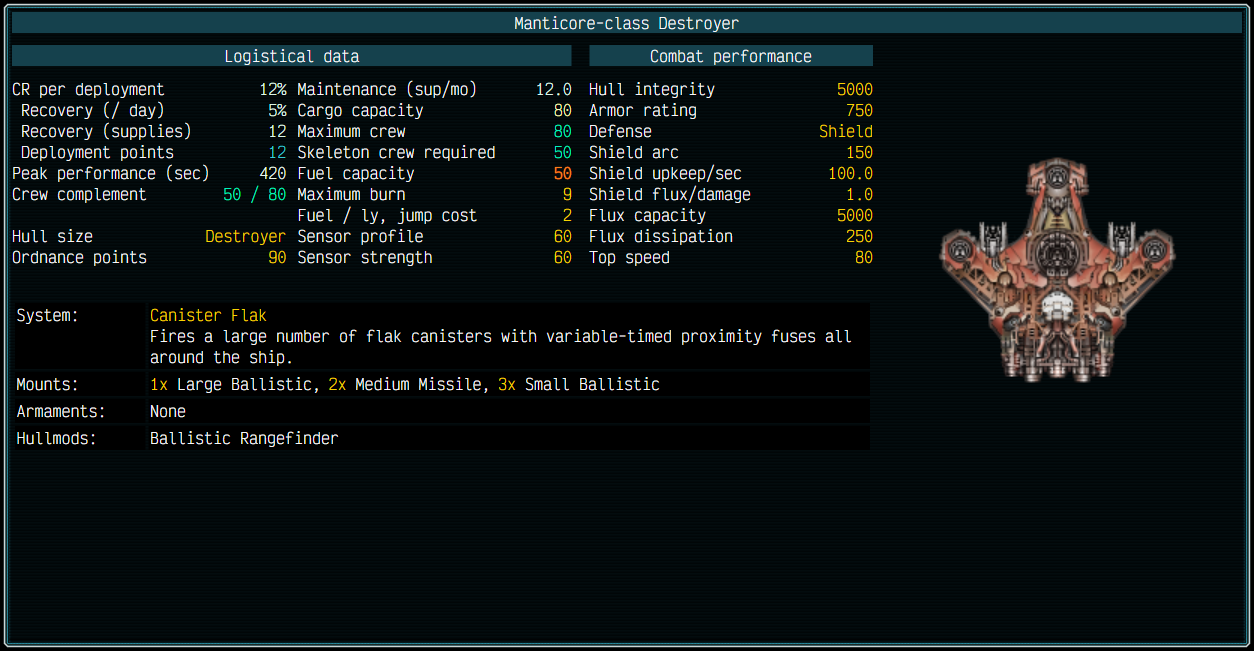 Manticore-class Destroyer
Logistical data
CR per deployment 12% Maintenance (sup/mo) 12.0
Recovery (/ day) 5% Cargo capacity 80
Recovery (supplies) 12 Maximum crew 80
Deployment points 12 Skeleton crew required 50
Peak performance (sec) 420 Fuel capacity 50
Crew complement 50 / 80 Maximum burn 9
Fuel / ly, jump cost 2
Hull size Destroyer Sensor profile 60
Ordnance points 90 Sensor strength 60
Combat performance
Hull integrity 5000
Armor rating 750
Defense Shield
Shield arc 150
Shield upkeep/sec 100.0
Shield flux/damage 1.0
Flux capacity 5000
Flux dissipation 250
Top speed 80
System: Canister Flak
Fires a large number of flak canisters with variable-timed proximity fuses all
around the ship.
Mounts: 1x Large Ballistic, 2x Medium Missile, 3x Small Ballistic
Armaments: None
Hullmods: Ballistic Rangefinder